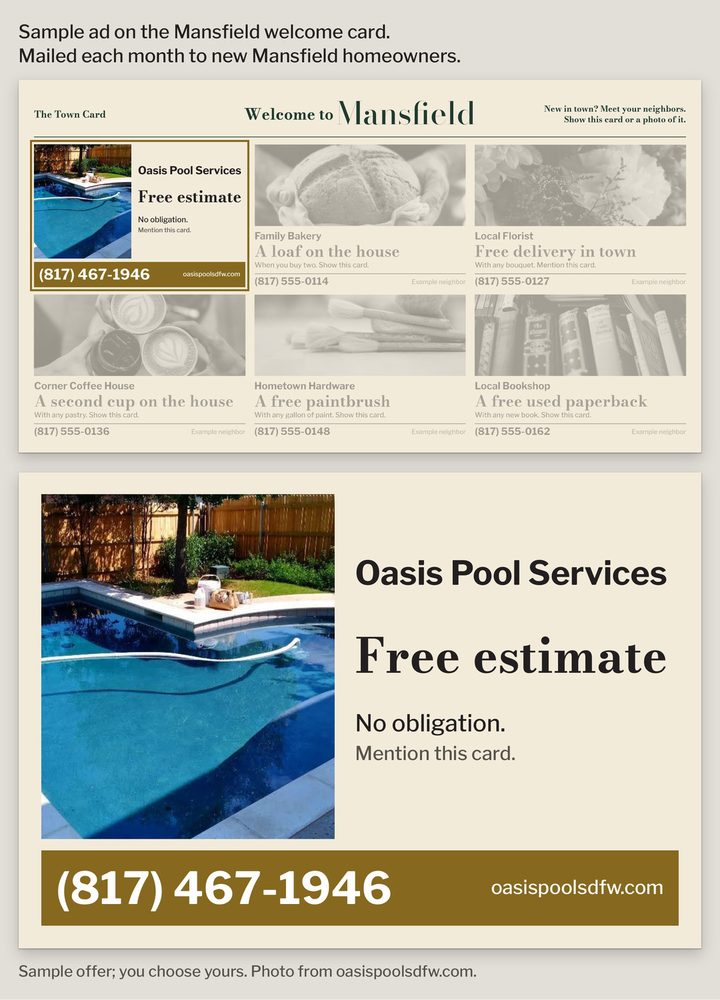 Sample ad on the Mansfield welcome card.
Mailed each month to new Mansfield homeowners.
The Town Card
Welcome to Mansfield
New in town? Meet your neighbors.
Show this card or a photo of it.
Oasis Pool Services
Free estimate
No obligation.
Mention this card.
(817) 467-1946
oasispoolsdfw.com
Family Bakery
A loaf on the house
When you buy two. Show this card.
(817) 555-0114
Example neighbor
Local Florist
Free delivery in town
With any bouquet. Mention this card.
(817) 555-0127
Example neighbor
Corner Coffee House
A second cup on the house
With any pastry. Show this card.
(817) 555-0136
Example neighbor
Hometown Hardware
A free paintbrush
With any gallon of paint. Show this card.
(817) 555-0148
Example neighbor
Local Bookshop
A free used paperback
With any new book. Show this card.
(817) 555-0162
Example neighbor
Oasis Pool Services
Free estimate
No obligation.
Mention this card.
(817) 467-1946
oasispoolsdfw.com
Sample offer; you choose yours. Photo from oasispoolsdfw.com.